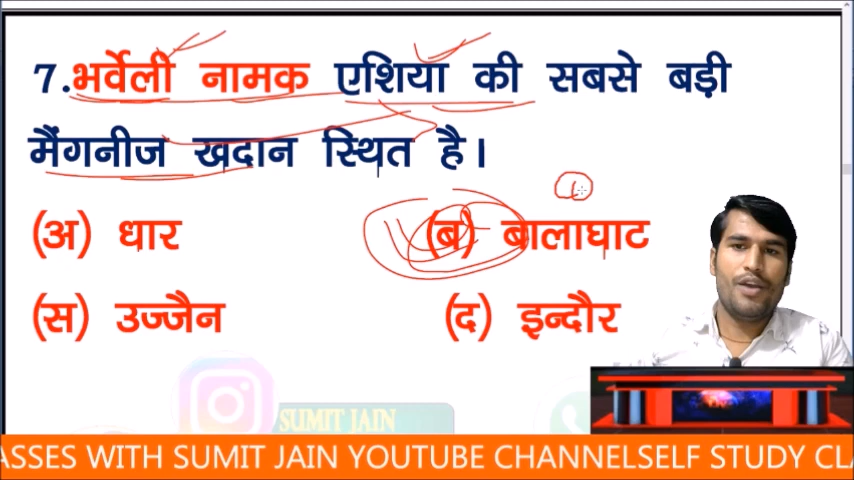 7.भर्वेली नामक एशिया की सबसे बड़ी
मैंगनीज खदान स्थित है।
(अ) धार
(ब) बालाघाट
(स) उज्जैन
(द) इन्दौर
SUMIT JAIN
ASSES WITH SUMIT JAIN YOUTUBE CHANNELSELF STUDY CLA